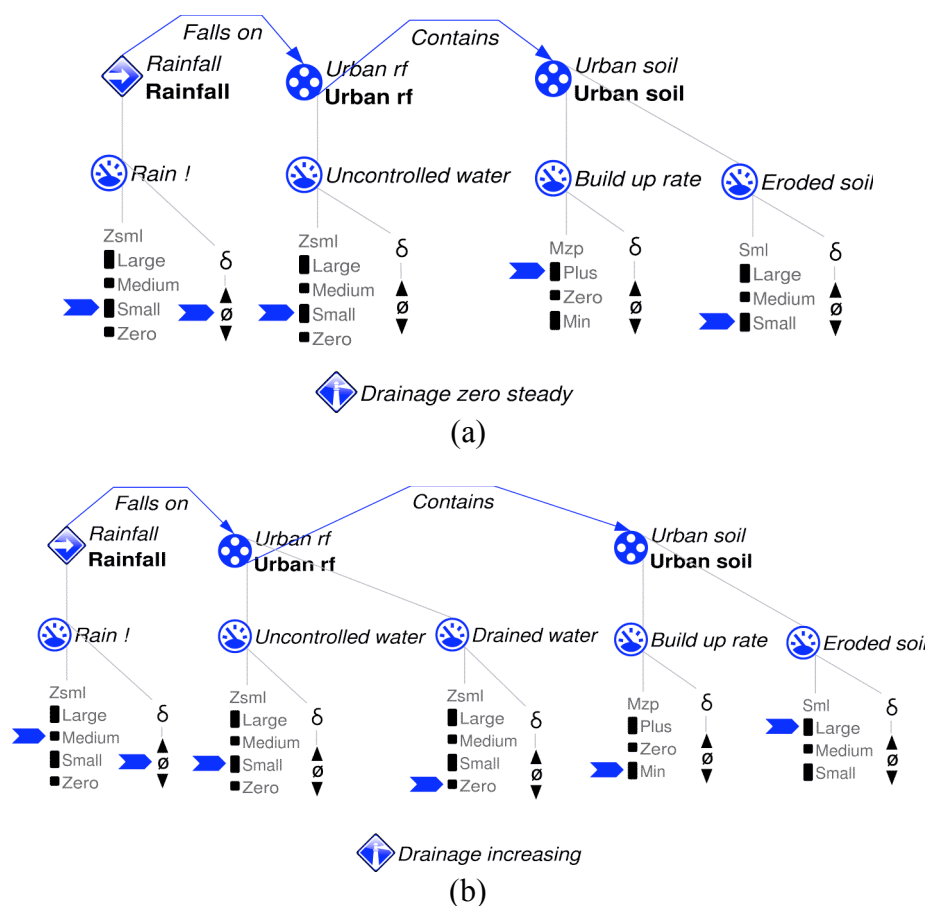 Falls on
Contains
Rainfall
Rainfall
Urban rf
Urban rf
Urban soil
Urban soil
Rain !
Uncontrolled water
Build up rate
Eroded soil
Zsml
Large
Medium
Small
Zero
δ
ø
Zsml
Large
Medium
Small
Zero
δ
ø
Mzp
Plus
Zero
Min
δ
ø
Sml
Large
Medium
Small
δ
ø
Drainage zero steady
(a)
Falls on
Contains
Rainfall
Rainfall
Urban rf
Urban rf
Urban soil
Urban soil
Rain !
Uncontrolled water
Drained water
Build up rate
Eroded soil
Zsml
Large
Medium
Small
Zero
δ
ø
Zsml
Large
Medium
Small
Zero
δ
ø
Zsml
Large
Medium
Small
Zero
δ
ø
Mzp
Plus
Zero
Min
δ
ø
Sml
Large
Medium
Small
δ
ø
Drainage increasing
(b)